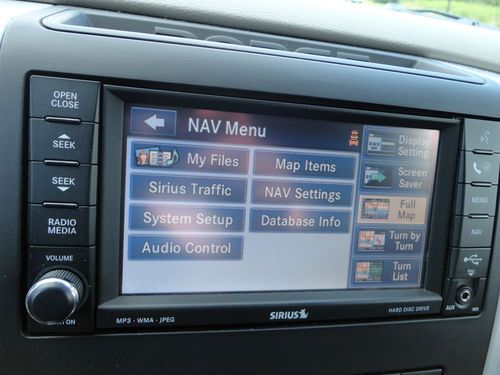 DODGE
OPEN
CLOSE
SEEK
SEEK
RADIO
MEDIA
VOLUME
NAV Menu
My Files
Map Items
Sirius Traffic
NAV Settings
System Setup
Database Info
Audio Control
Display
Setting
Screen
Saver
Full
Map
Turn by
Turn
Turn
List
MENU
NAV
AUX
MP3 • WMA • JPEG
SIRIUS
HARD DISC DRIVE